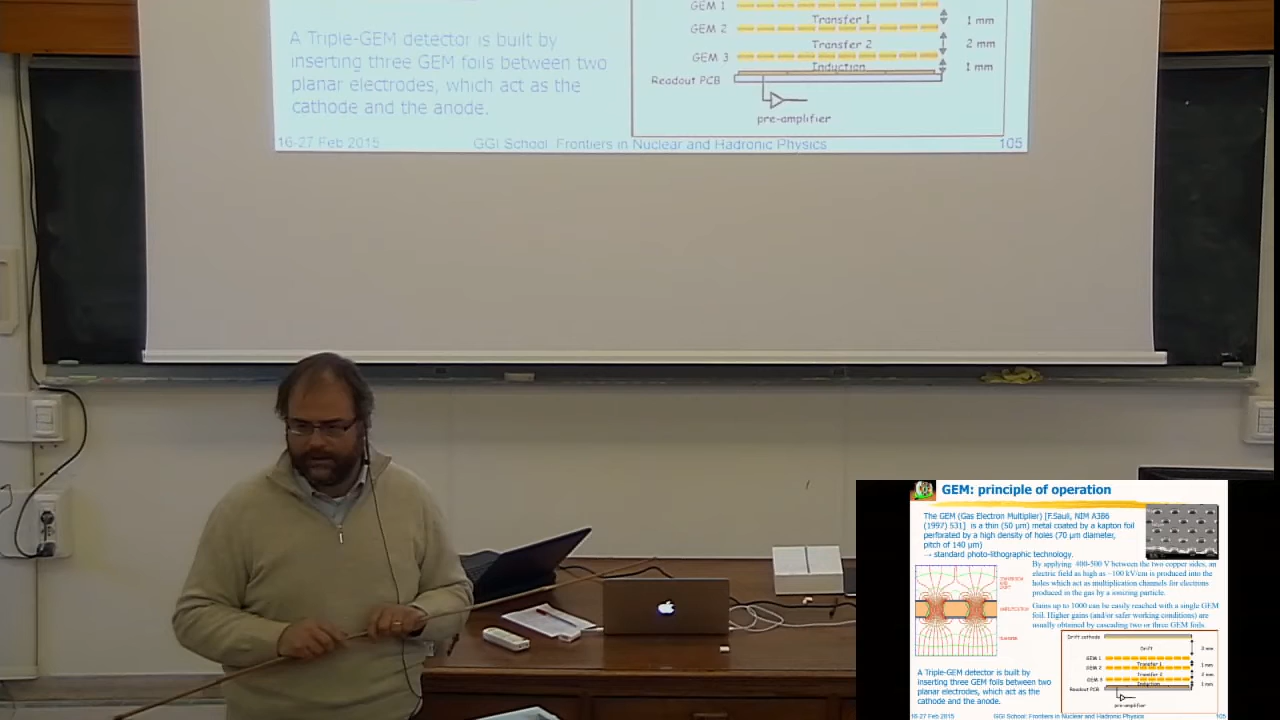 GEM 1
Transfer 1
1 mm
GEM 2
A Triple-GEM detector is built by
inserting three GEM foils between two
planar electrodes, which act as the
cathode and the anode.
Transfer 2
2 mm
GEM 3
Induction
1 mm
Readout PCB
pre-amplifier
16-27 Feb 2015
GGI School: Frontiers in Nuclear and Hadronic Physics
105
GEM: principle of operation
The GEM (Gas Electron Multiplier) [F.Sauli, NIM A386
(1997) 531] is a thin (50 µm) metal coated by a kapton foil
perforated by a high density of holes (70 µm diameter,
pitch of 140 µm)
→ standard photo-lithographic technology.
By applying 400-500 V between the two copper sides, an
electric field as high as ~100 kV/cm is produced into the
holes which act as multiplication channels for electrons
produced in the gas by a ionizing particle.
Gains up to 1000 can be easily reached with a single GEM
foil. Higher gains (and/or safer working conditions) are
usually obtained by cascading two or three GEM foils.
Drift cathode
Drift
GEM 1
Transfer 1
1 mm
GEM 2
Transfer 2
2 mm
GEM 3
Induction
1 mm
Readout PCB
pre-amplifier
A Triple-GEM detector is built by
inserting three GEM foils between two
planar electrodes, which act as the
cathode and the anode.
16-27 Feb 2015
GGI School: Frontiers in Nuclear and Hadronic Physics
105